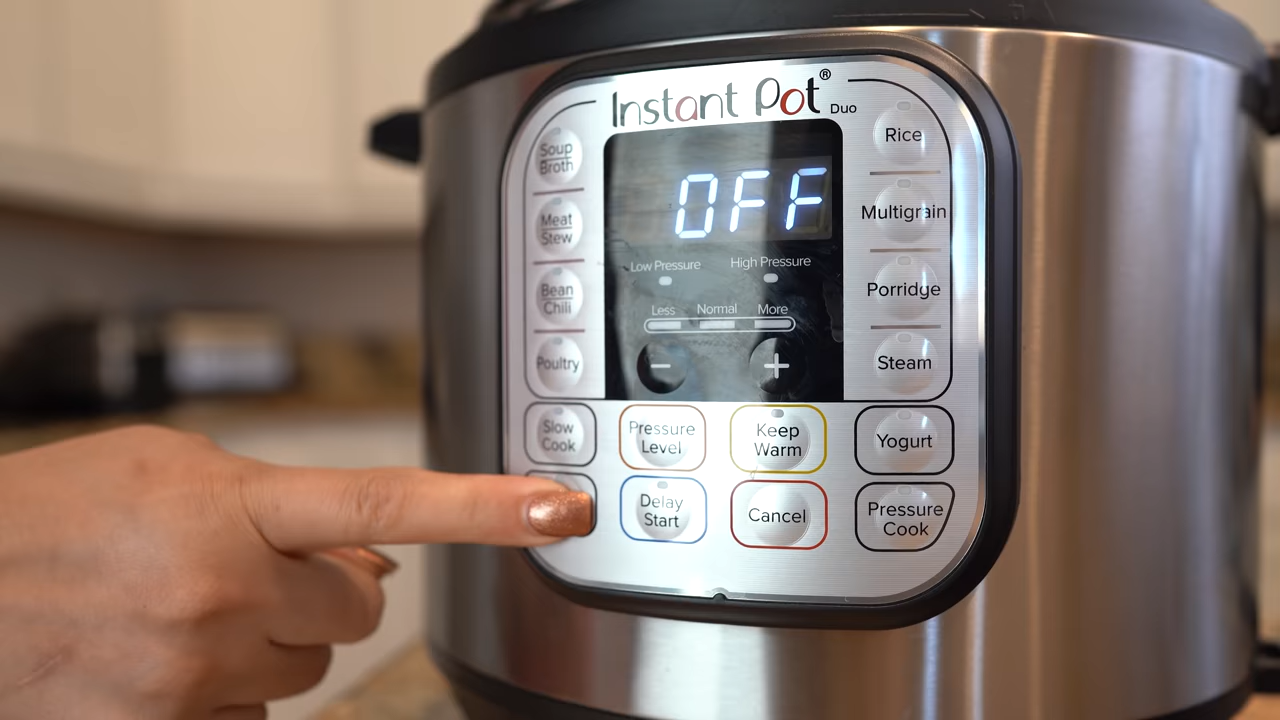 Instant Pot®
Duo
Soup
Broth
Meat
Stew
Bean
Chili
Poultry
OFF
Low Pressure
High Pressure
Less
Normal
More
−
+
Rice
Multigrain
Porridge
Steam
Slow
Cook
Pressure
Level
Keep
Warm
Yogurt
Delay
Start
Cancel
Pressure
Cook